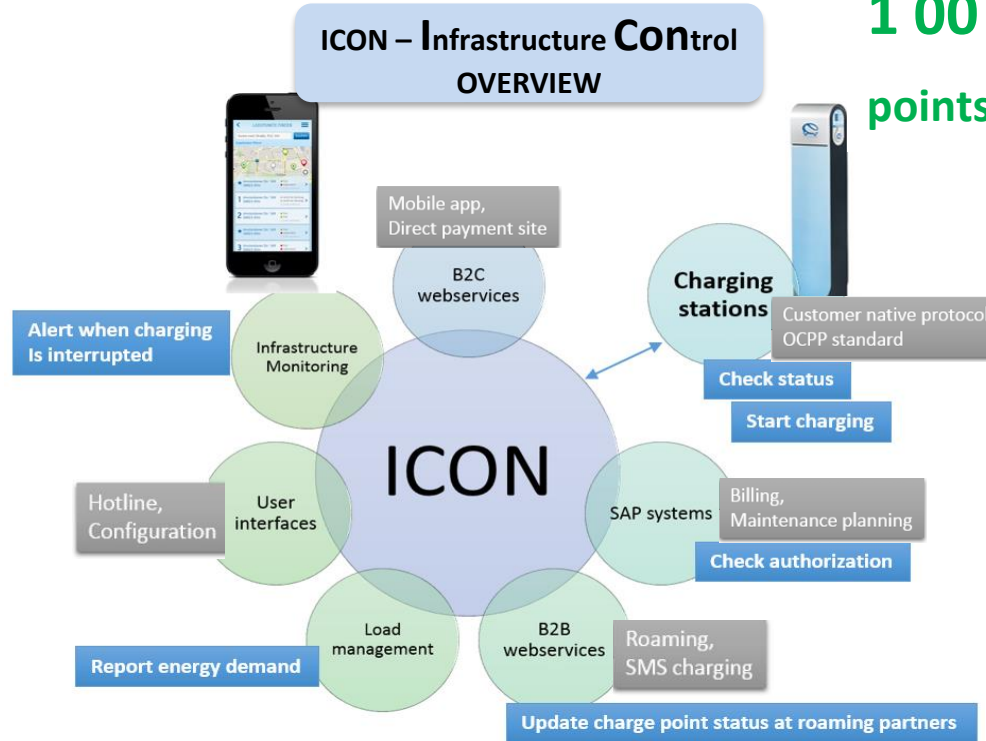 ICON – Infrastructure Control
OVERVIEW
1 00
points
Mobile app,
Direct payment site
B2C
webservices
Charging
stations
Customer native protocol
OCPP standard
Check status
Start charging
Alert when charging
Is interrupted
Infrastructure
Monitoring
ICON
Hotline,
Configuration
User
interfaces
SAP systems
Billing,
Maintenance planning
Check authorization
Load
management
Report energy demand
B2B
webservices
Roaming,
SMS charging
Update charge point status at roaming partners